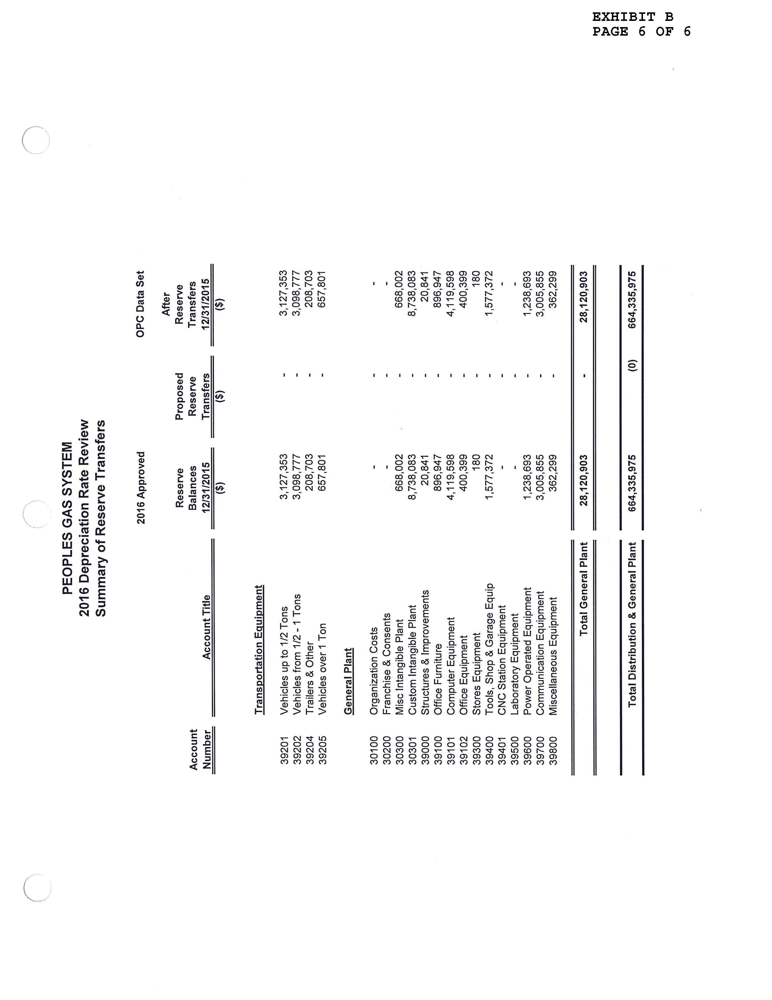 EXHIBIT B
PAGE 6 OF 6
PEOPLES GAS SYSTEM
2016 Depreciation Rate Review
Summary of Reserve Transfers
2016 Approved OPC Data Set
After
Reserve Proposed Reserve
Account Balances Reserve Transfers
Number Account Title 12/31/2015 Transfers 12/31/2015
($) ($) ($)
Transportation Equipment
39201 Vehicles up to 1/2 Tons 3,127,353 - 3,127,353
39202 Vehicles from 1/2 - 1 Tons 3,098,777 - 3,098,777
39204 Trailers & Other 208,703 - 208,703
39205 Vehicles over 1 Ton 657,801 - 657,801
General Plant
30100 Organization Costs - - -
30200 Franchise & Consents - - -
30300 Misc Intangible Plant 668,002 - 668,002
30301 Custom Intangible Plant 8,738,083 - 8,738,083
39000 Structures & Improvements 20,841 - 20,841
39100 Office Furniture 896,947 - 896,947
39101 Computer Equipment 4,119,598 - 4,119,598
39102 Office Equipment 400,399 - 400,399
39300 Stores Equipment 180 - 180
39400 Tools, Shop & Garage Equip 1,577,372 - 1,577,372
39401 CNC Station Equipment - - -
39500 Laboratory Equipment - - -
39600 Power Operated Equipment 1,238,693 - 1,238,693
39700 Communication Equipment 3,005,855 - 3,005,855
39800 Miscellaneous Equipment 362,299 - 362,299
Total General Plant 28,120,903 - 28,120,903
Total Distribution & General Plant 664,335,975 (0) 664,335,975